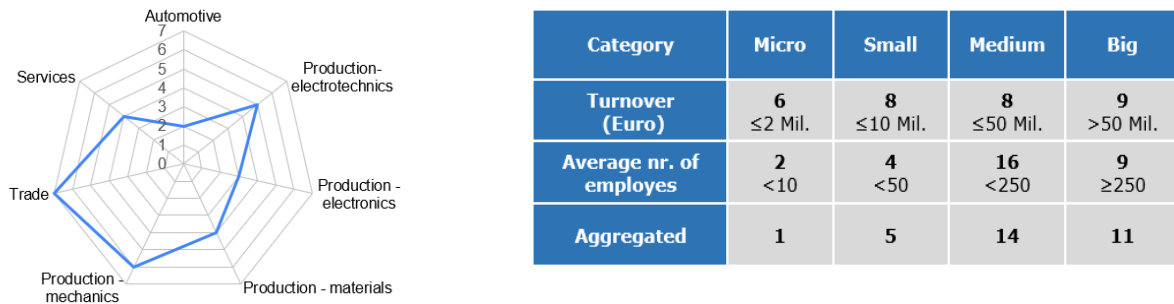 Automotive
7
6
5
4
3
2
1
0
Production-
electrotechnics
Production -
electronics
Production - materials
Production -
mechanics
Trade
Services
Category Micro Small Medium Big
Turnover
(Euro)
6
≤2 Mil.
8
≤10 Mil.
8
≤50 Mil.
9
>50 Mil.
Average nr. of
employes
2
<10
4
<50
16
<250
9
≥250
Aggregated 1 5 14 11